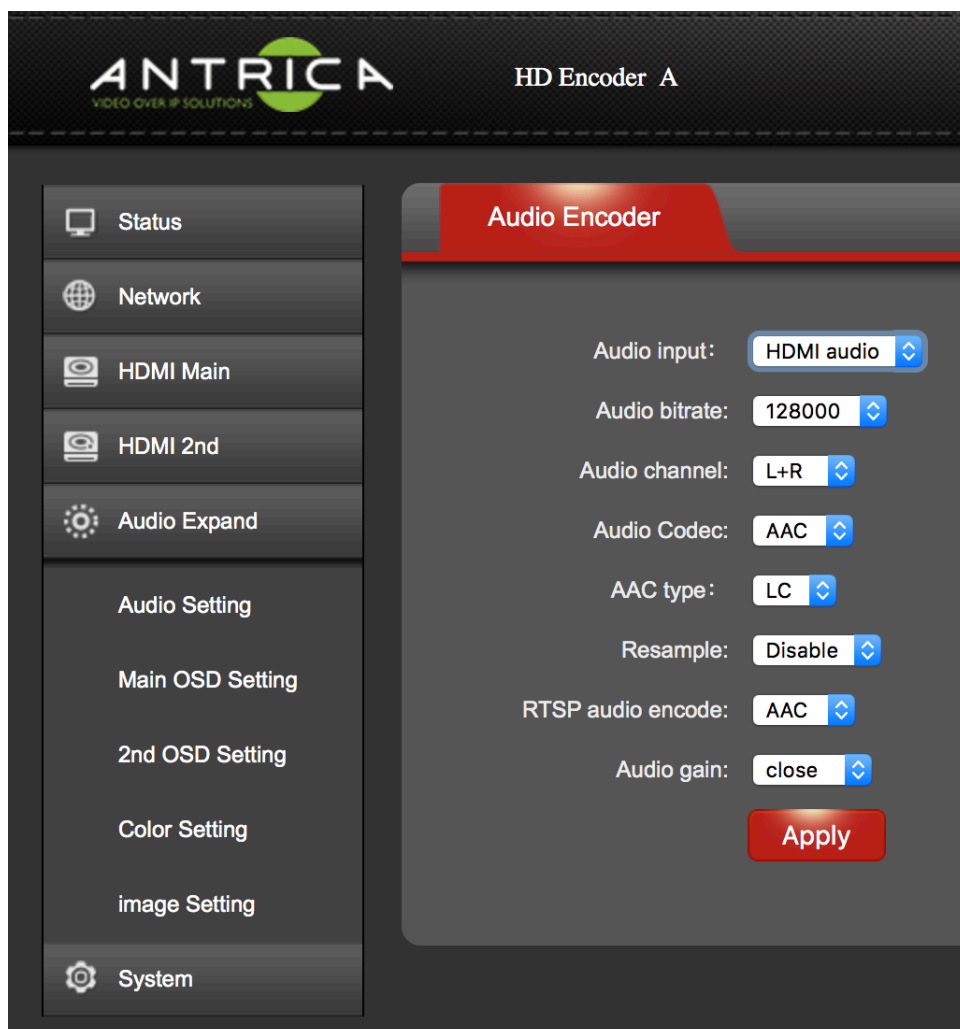 ANTRICA
VIDEO OVER IP SOLUTIONS
HD Encoder A
Status
Network
HDMI Main
HDMI 2nd
Audio Expand
Audio Setting
Main OSD Setting
2nd OSD Setting
Color Setting
image Setting
System
Audio Encoder
Audio input: HDMI audio
Audio bitrate: 128000
Audio channel: L+R
Audio Codec: AAC
AAC type: LC
Resample: Disable
RTSP audio encode: AAC
Audio gain: close
Apply